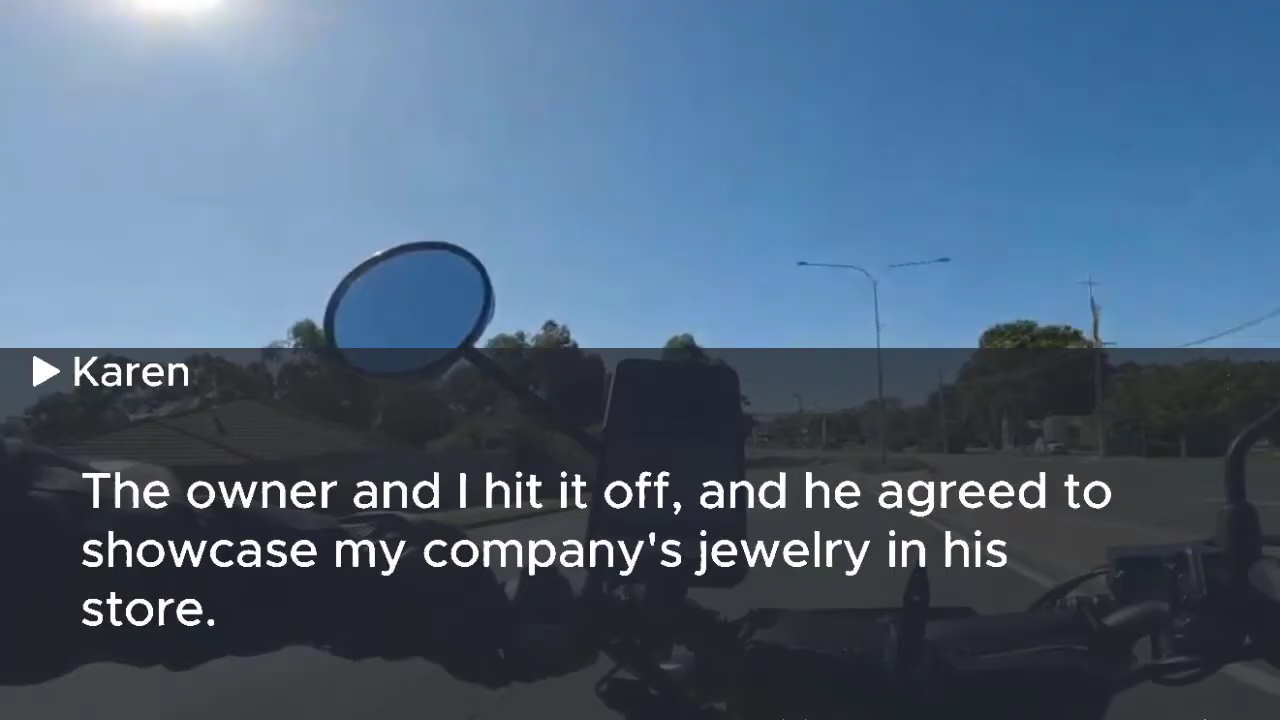 Karen
The owner and I hit it off, and he agreed to
showcase my company's jewelry in his
store.